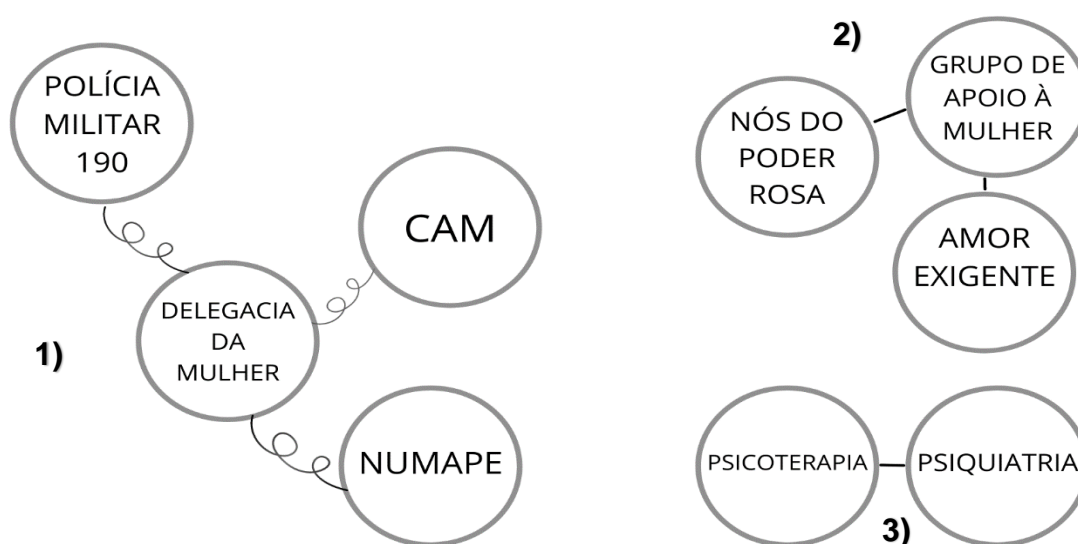 POLÍCIA
MILITAR
190
CAM
DELEGACIA
DA
MULHER
1)
NUMAPE
2)
GRUPO DE
APOIO À
MULHER
NÓS DO
PODER
ROSA
AMOR
EXIGENTE
PSICOTERAPIA
PSIQUIATRIA
3)